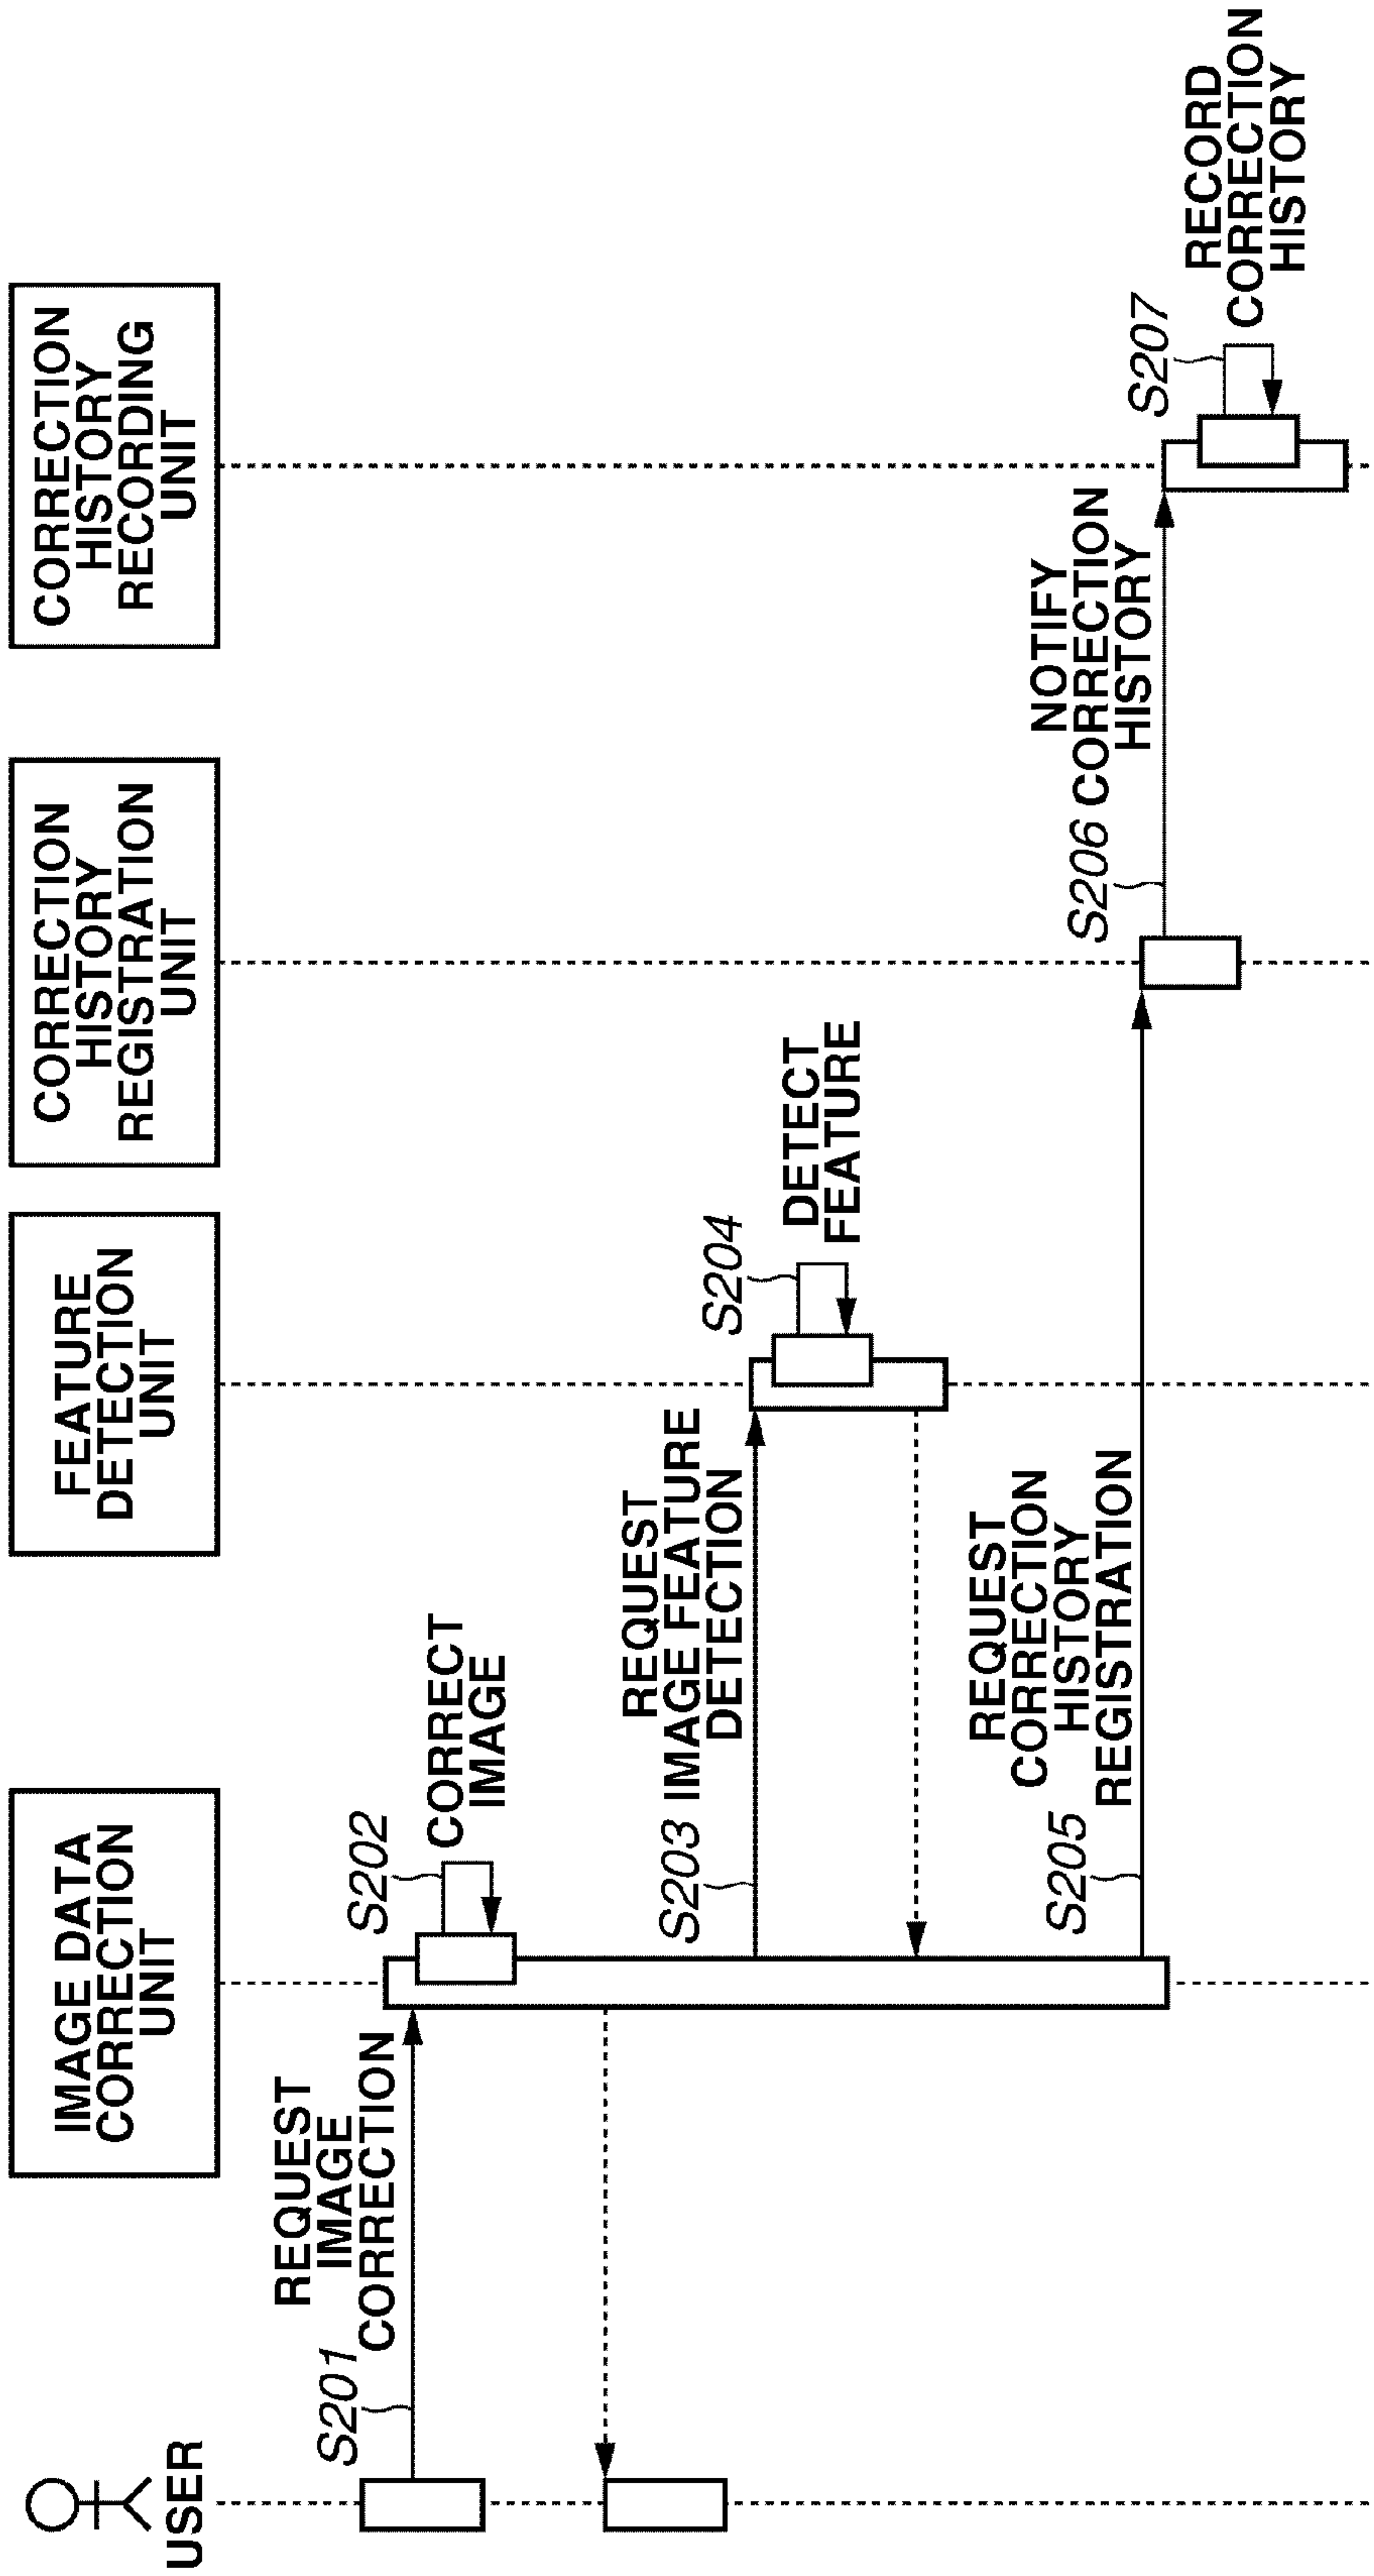 USER
IMAGE DATA
CORRECTION
UNIT
FEATURE
DETECTION
UNIT
CORRECTION
HISTORY
REGISTRATION
UNIT
CORRECTION
HISTORY
RECORDING
UNIT
S201
REQUEST
IMAGE
CORRECTION
S202
CORRECT
IMAGE
S203
REQUEST
IMAGE FEATURE
DETECTION
S204
DETECT
FEATURE
S205
REQUEST
CORRECTION
HISTORY
REGISTRATION
S206
NOTIFY
CORRECTION
HISTORY
S207
RECORD
CORRECTION
HISTORY